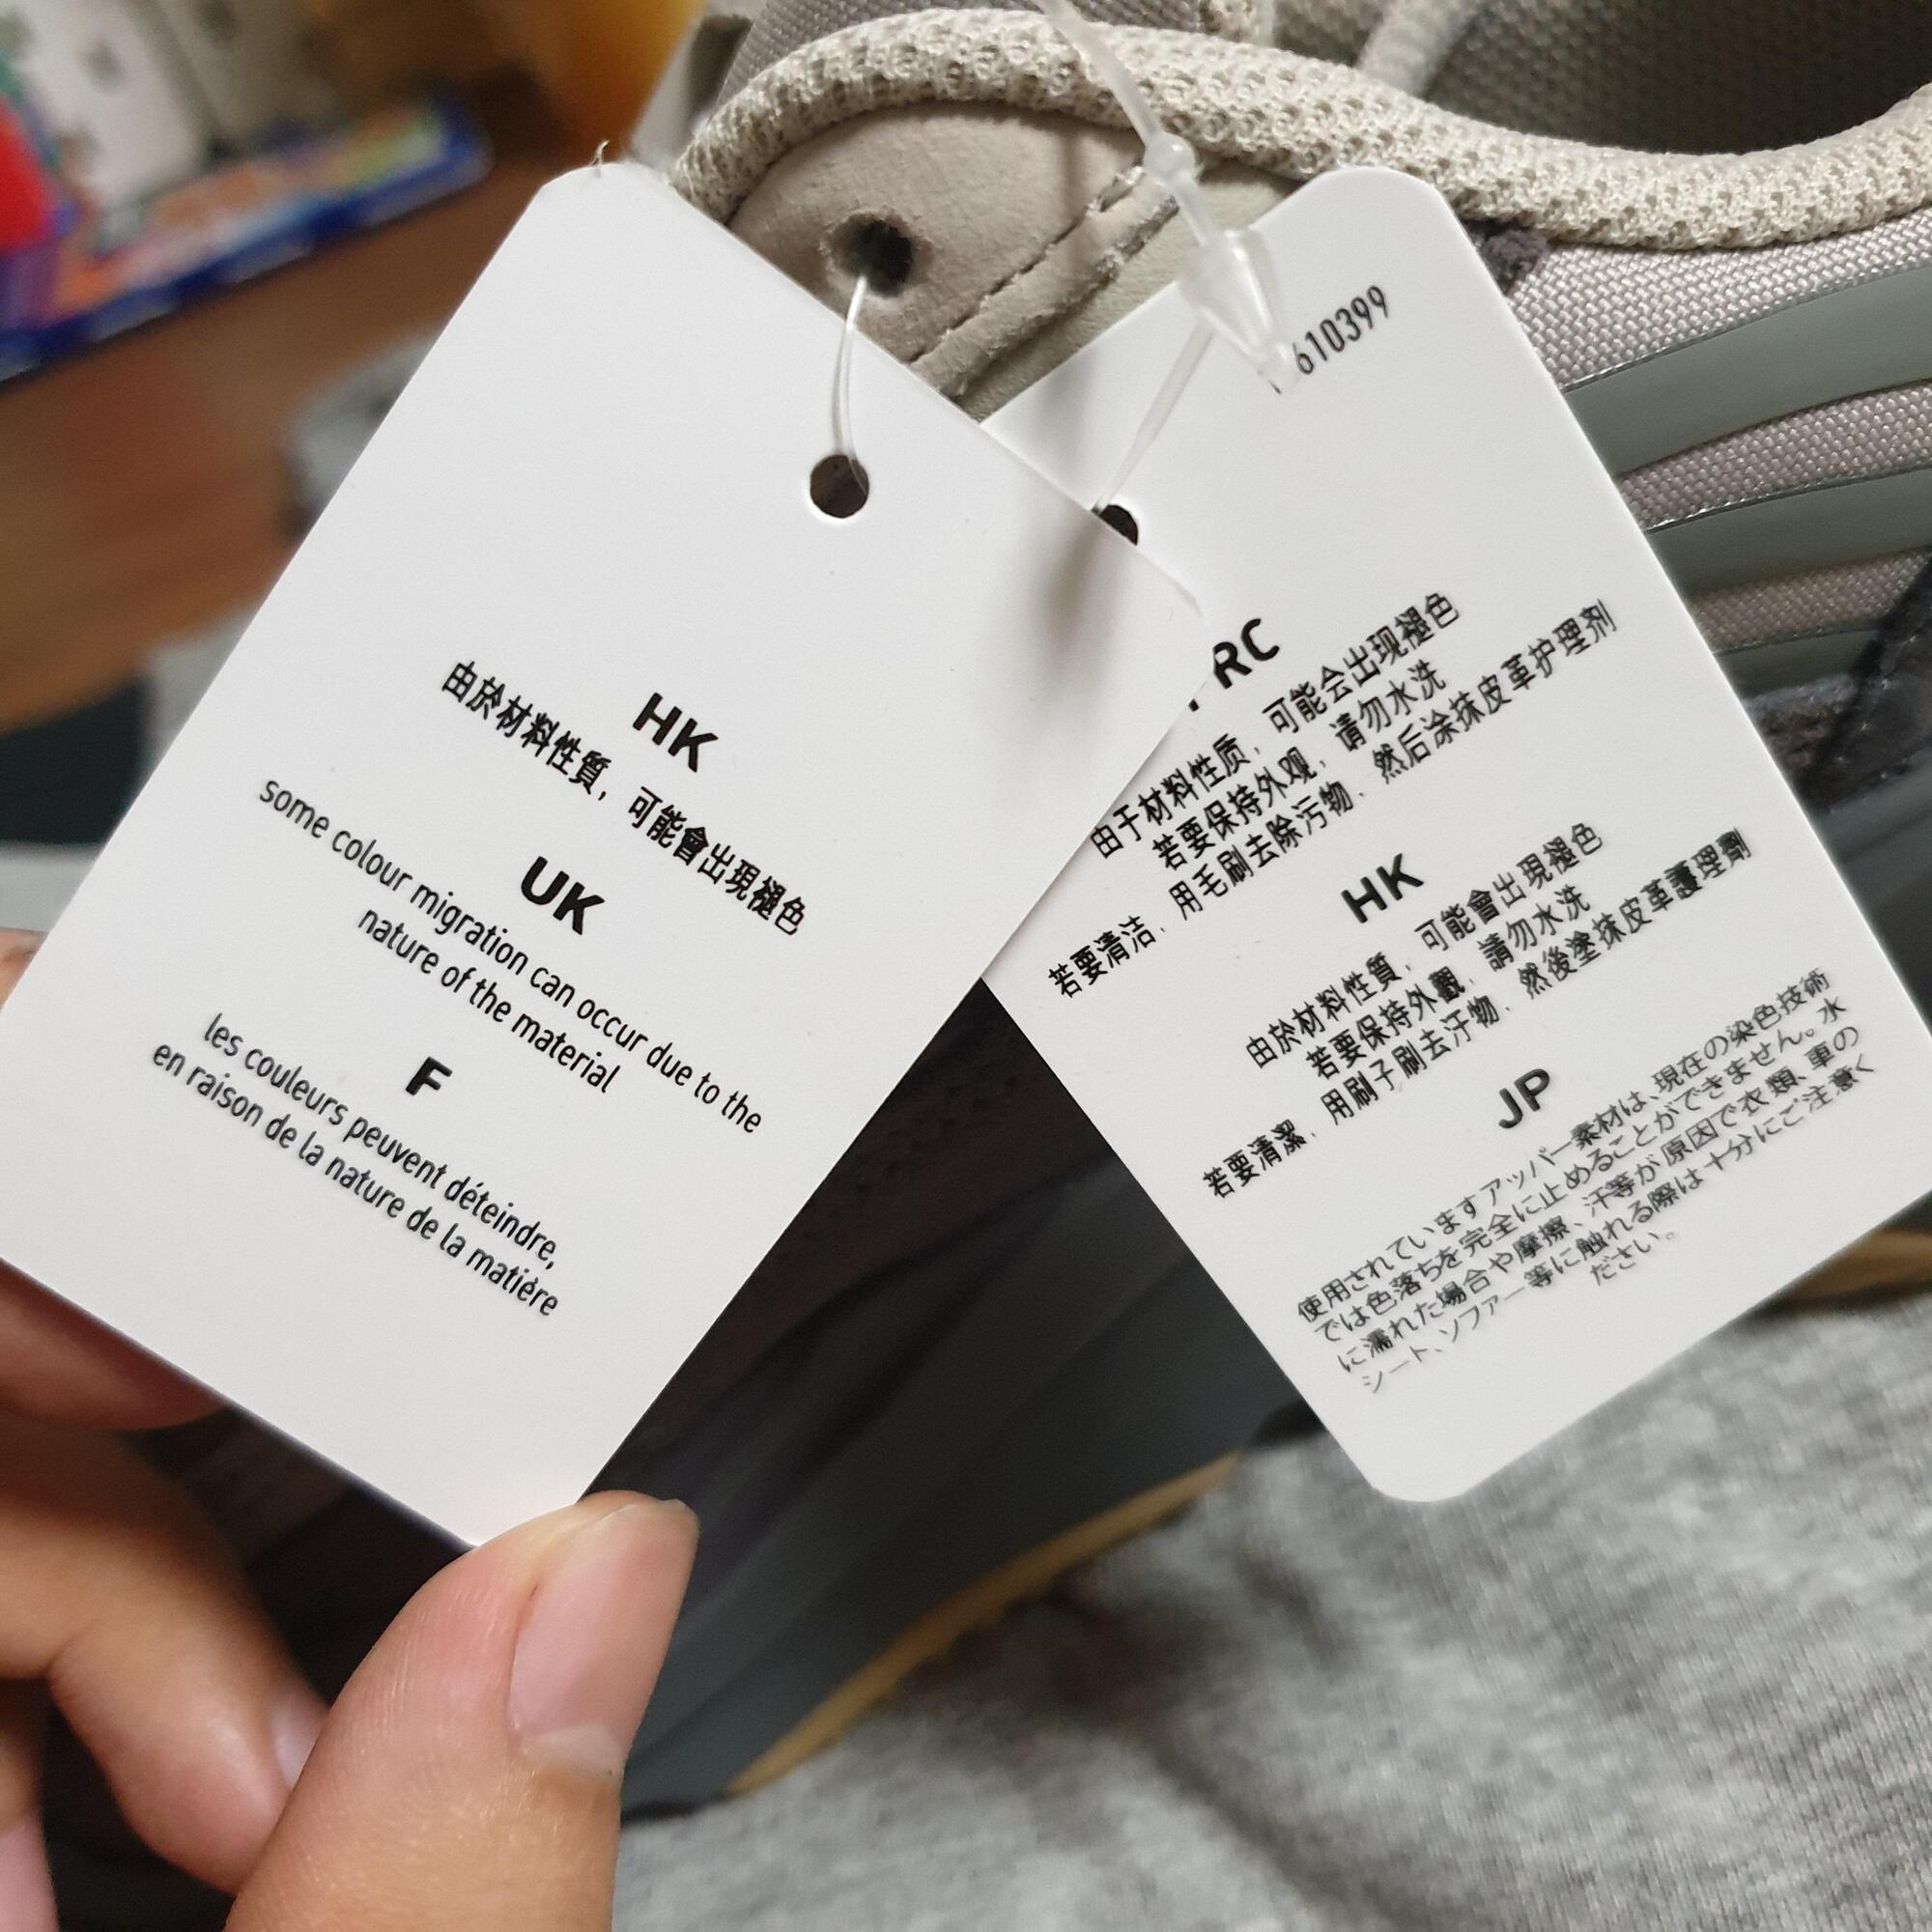 HK
由於材料性質，可能會出現褪色
UK
some colour migration can occur due to the
nature of the material
F
les couleurs peuvent déteindre,
en raison de la nature de la matière
610399
RC
由于材料性质，可能会出现褪色
若要保持外观，请勿水洗
若要清洁、用毛刷去除污物、然后涂抹皮革护理剂
HK
由於材料性質，可能會出現褪色
若要保持外觀，請勿水洗
若要清潔、用刷子刷去汙物、然後塗抹皮革護理劑
JP
使用されていますアッパー素材は、現在の染色技術
では色落ちを完全に止めることができません。水
に濡れた場合や摩擦、汗等が原因で衣類、車の
シート、ソファー等に触れる際は十分にご注意く
ださい。